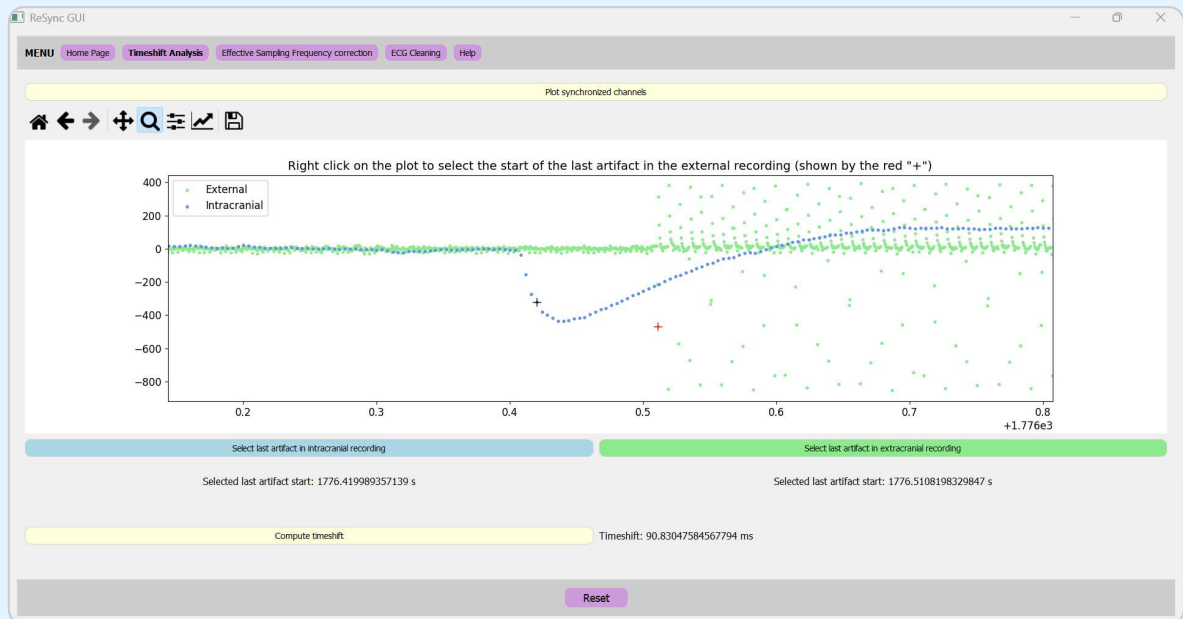 ReSync GUI
MENU Home Page Timeshift Analysis Effective Sampling Frequency correction ECG Cleaning Help
Plot synchronized channels
Right click on the plot to select the start of the last artifact in the external recording (shown by the red "+")
External
Intracranial
400
200
0
−200
−400
−600
−800
0.2 0.3 0.4 0.5 0.6 0.7 0.8
+1.776e3
Select last artifact in intracranial recording Select last artifact in extracranial recording
Selected last artifact start: 1776.419989357139 s Selected last artifact start: 1776.5108198329847 s
Compute timeshift Timeshift: 90.83047584567794 ms
Reset